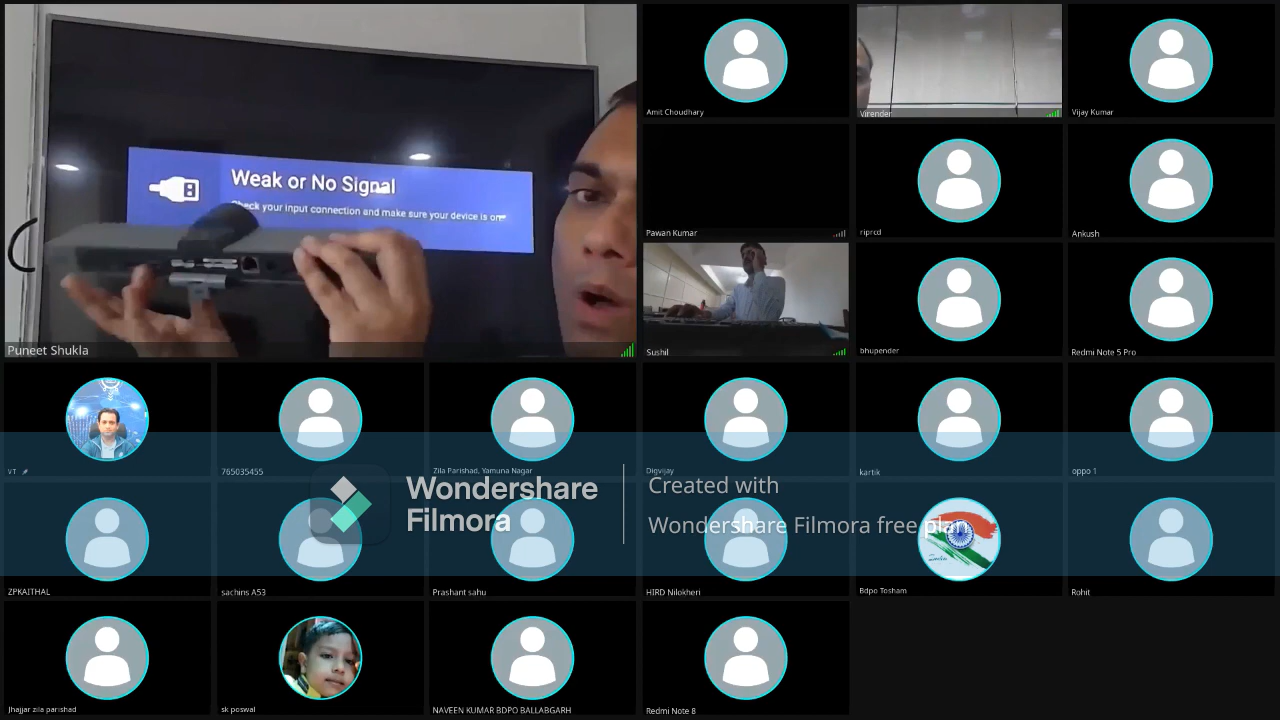 Weak or No Signal
Check your input connection and make sure your device is on
Puneet Shukla
Amit Choudhary
Virender
Vijay Kumar
Pawan Kumar
riprcd
Ankush
Sushil
bhupender
Redmi Note 5 Pro
VT
765035455
Zila Parishad, Yamuna Nagar
Digvijay
kartik
oppo 1
Wondershare
Filmora
Created with
Wondershare Filmora free plan
ZPKAITHAL
sachins A53
Prashant sahu
HIRD Nilokheri
Bdpo Tosham
Rohit
Jhajjar zila parishad
sk poswal
NAVEEN KUMAR BDPO BALLABGARH
Redmi Note 8